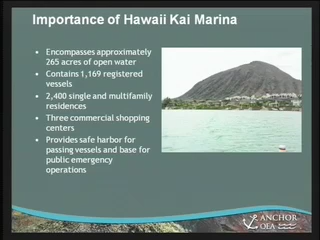 Importance of Hawaii Kai Marina
• Encompasses approximately
265 acres of open water
• Contains 1,169 registered
vessels
• 2,400 single and multifamily
residences
• Three commercial shopping
centers
• Provides safe harbor for
passing vessels and base for
public emergency
operations
ANCHOR
QEA